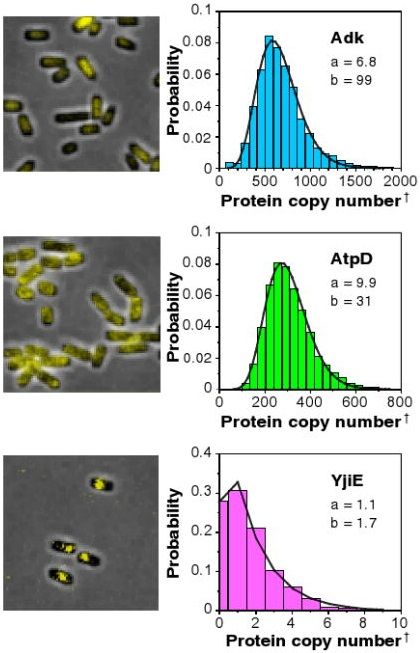 Adk
a = 6.8
b = 99
Probability
0.1
0.08
0.06
0.04
0.02
0
0 500 1000 1500 2000
Protein copy number†
AtpD
a = 9.9
b = 31
Probability
0.1
0.08
0.06
0.04
0.02
0
0 200 400 600 800
Protein copy number†
YjiE
a = 1.1
b = 1.7
Probability
0.4
0.3
0.2
0.1
0
0 2 4 6 8 10
Protein copy number†